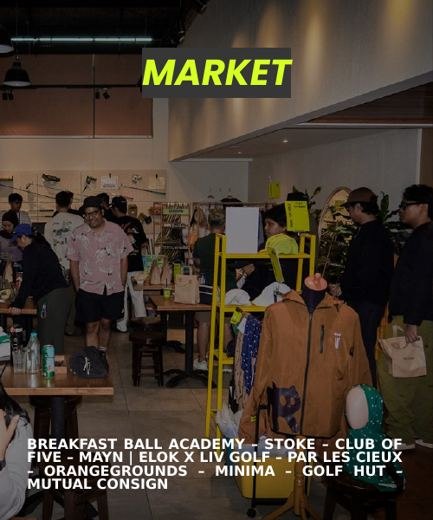 MARKET
BREAKFAST BALL ACADEMY – STOKE – CLUB OF
FIVE – MAYN | ELOK X LIV GOLF – PAR LES CIEUX
– ORANGEGROUNDS – MINIMA – GOLF HUT –
MUTUAL CONSIGN